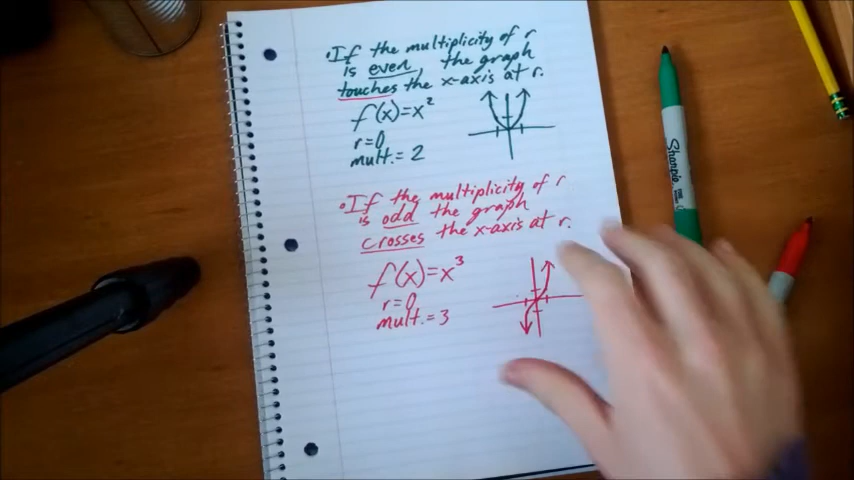 •If the multiplicity of r
is even the graph
touches the x-axis at r.
f(x)=x²
r=0
mult.=2
•If the multiplicity of r
is odd the graph
crosses the x-axis at r.
f(x)=x³
r=0
mult.=3
Sharpie